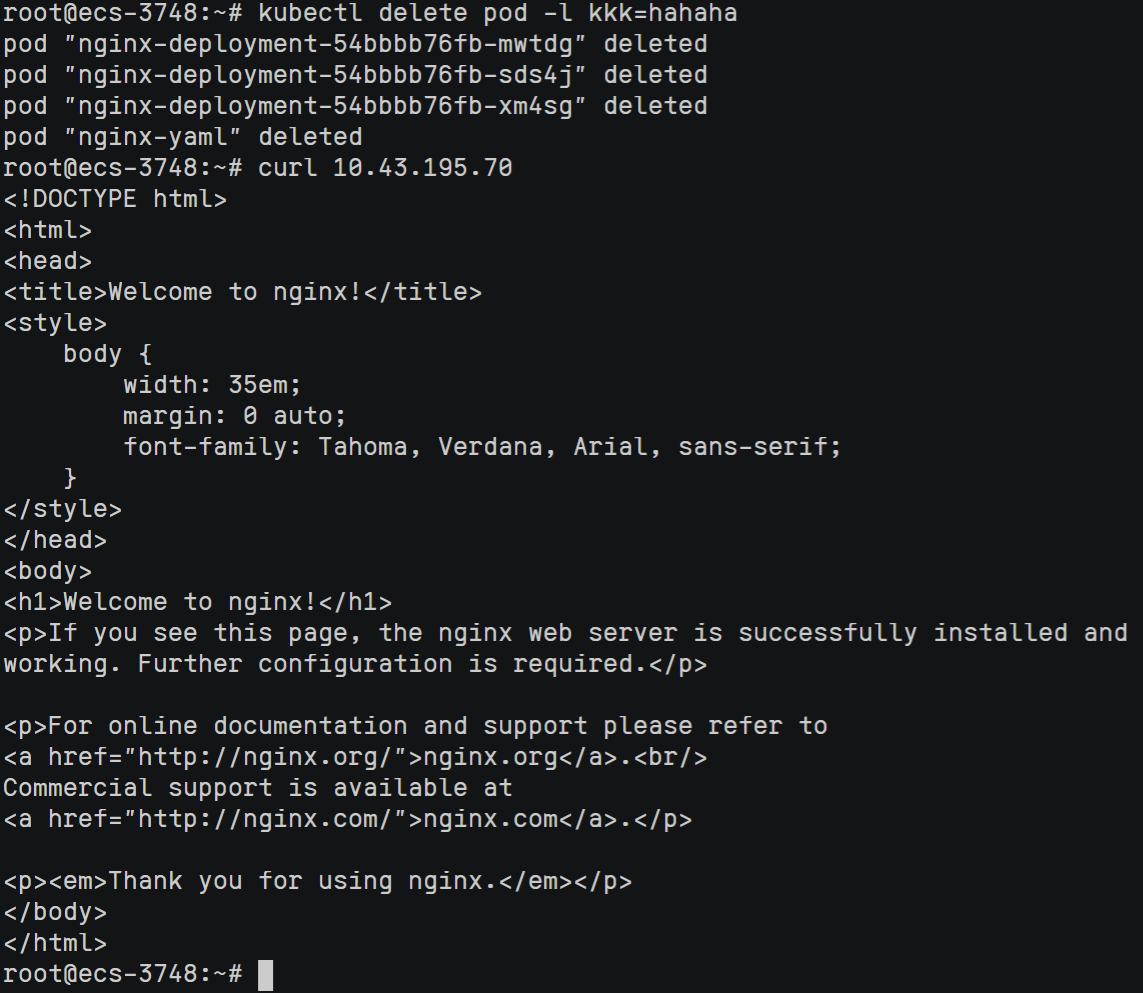 root@ecs-3748:~# kubectl delete pod -l kkk=hahaha
pod "nginx-deployment-54bbbb76fb-mwtdg" deleted
pod "nginx-deployment-54bbbb76fb-sds4j" deleted
pod "nginx-deployment-54bbbb76fb-xm4sg" deleted
pod "nginx-yaml" deleted
root@ecs-3748:~# curl 10.43.195.70
<!DOCTYPE html>
<html>
<head>
<title>Welcome to nginx!</title>
<style>
    body {
        width: 35em;
        margin: 0 auto;
        font-family: Tahoma, Verdana, Arial, sans-serif;
    }
</style>
</head>
<body>
<h1>Welcome to nginx!</h1>
<p>If you see this page, the nginx web server is successfully installed and
working. Further configuration is required.</p>

<p>For online documentation and support please refer to
<a href="http://nginx.org/">nginx.org</a>.<br/>
Commercial support is available at
<a href="http://nginx.com/">nginx.com</a>.</p>

<p><em>Thank you for using nginx.</em></p>
</body>
</html>
root@ecs-3748:~#